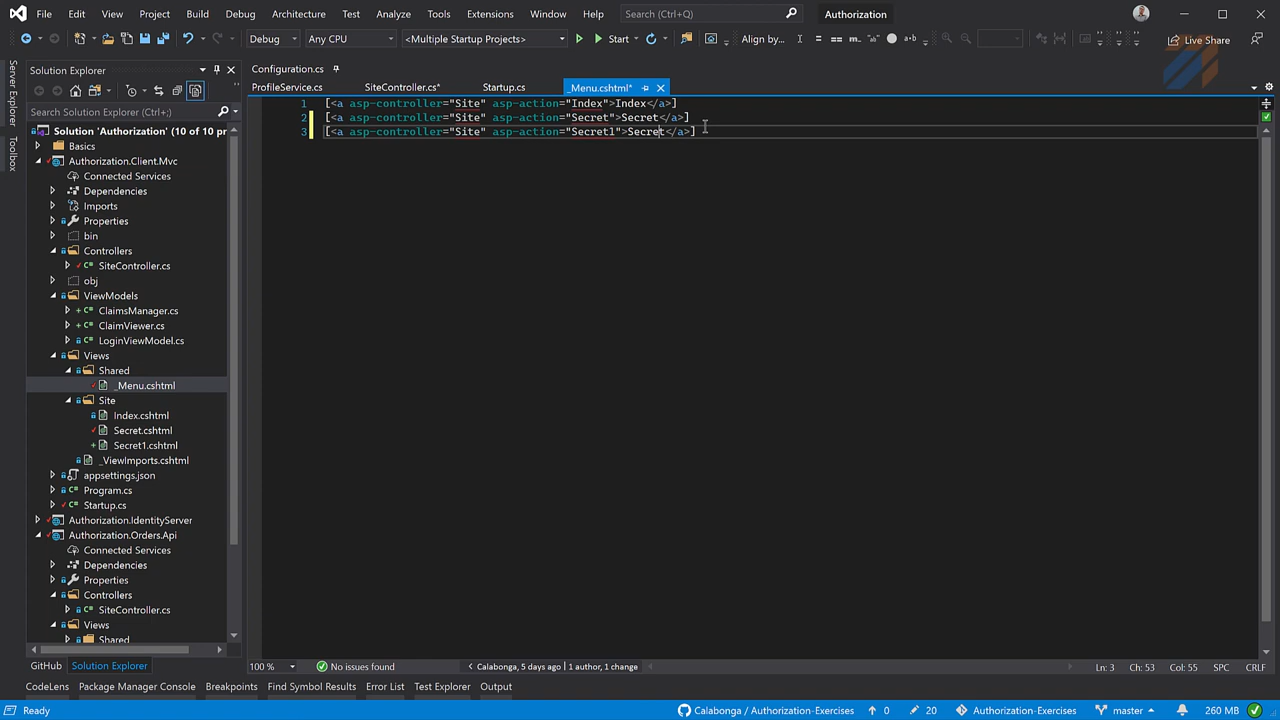 File Edit View Project Build Debug Architecture Test Analyze Tools Extensions Window Help Search (Ctrl+Q) Authorization
Debug Any CPU <Multiple Startup Projects> Start Align by... Live Share
Server Explorer
Toolbox
Solution Explorer
Search Solution Explorer (Ctrl+;)
Solution 'Authorization' (10 of 10 pr
Basics
Authorization.Client.Mvc
Connected Services
Dependencies
Imports
Properties
bin
Controllers
SiteController.cs
obj
ViewModels
ClaimsManager.cs
ClaimViewer.cs
LoginViewModel.cs
Views
Shared
_Menu.cshtml
Site
Index.cshtml
Secret.cshtml
Secret1.cshtml
_ViewImports.cshtml
appsettings.json
Program.cs
Startup.cs
Authorization.IdentityServer
Authorization.Orders.Api
Connected Services
Dependencies
Properties
Controllers
SiteController.cs
Views
Shared
GitHub Solution Explorer
Configuration.cs
ProfileService.cs SiteController.cs* Startup.cs _Menu.cshtml*
1 [<a asp-controller="Site" asp-action="Index">Index</a>]
2 [<a asp-controller="Site" asp-action="Secret">Secret</a>]
3 [<a asp-controller="Site" asp-action="Secret1">Secret</a>]
100 % No issues found Calabonga, 5 days ago | 1 author, 1 change Ln: 3 Ch: 53 Col: 55 SPC CRLF
CodeLens Package Manager Console Breakpoints Find Symbol Results Error List Test Explorer Output
Ready Calabonga / Authorization-Exercises 0 20 Authorization-Exercises master 260 MB